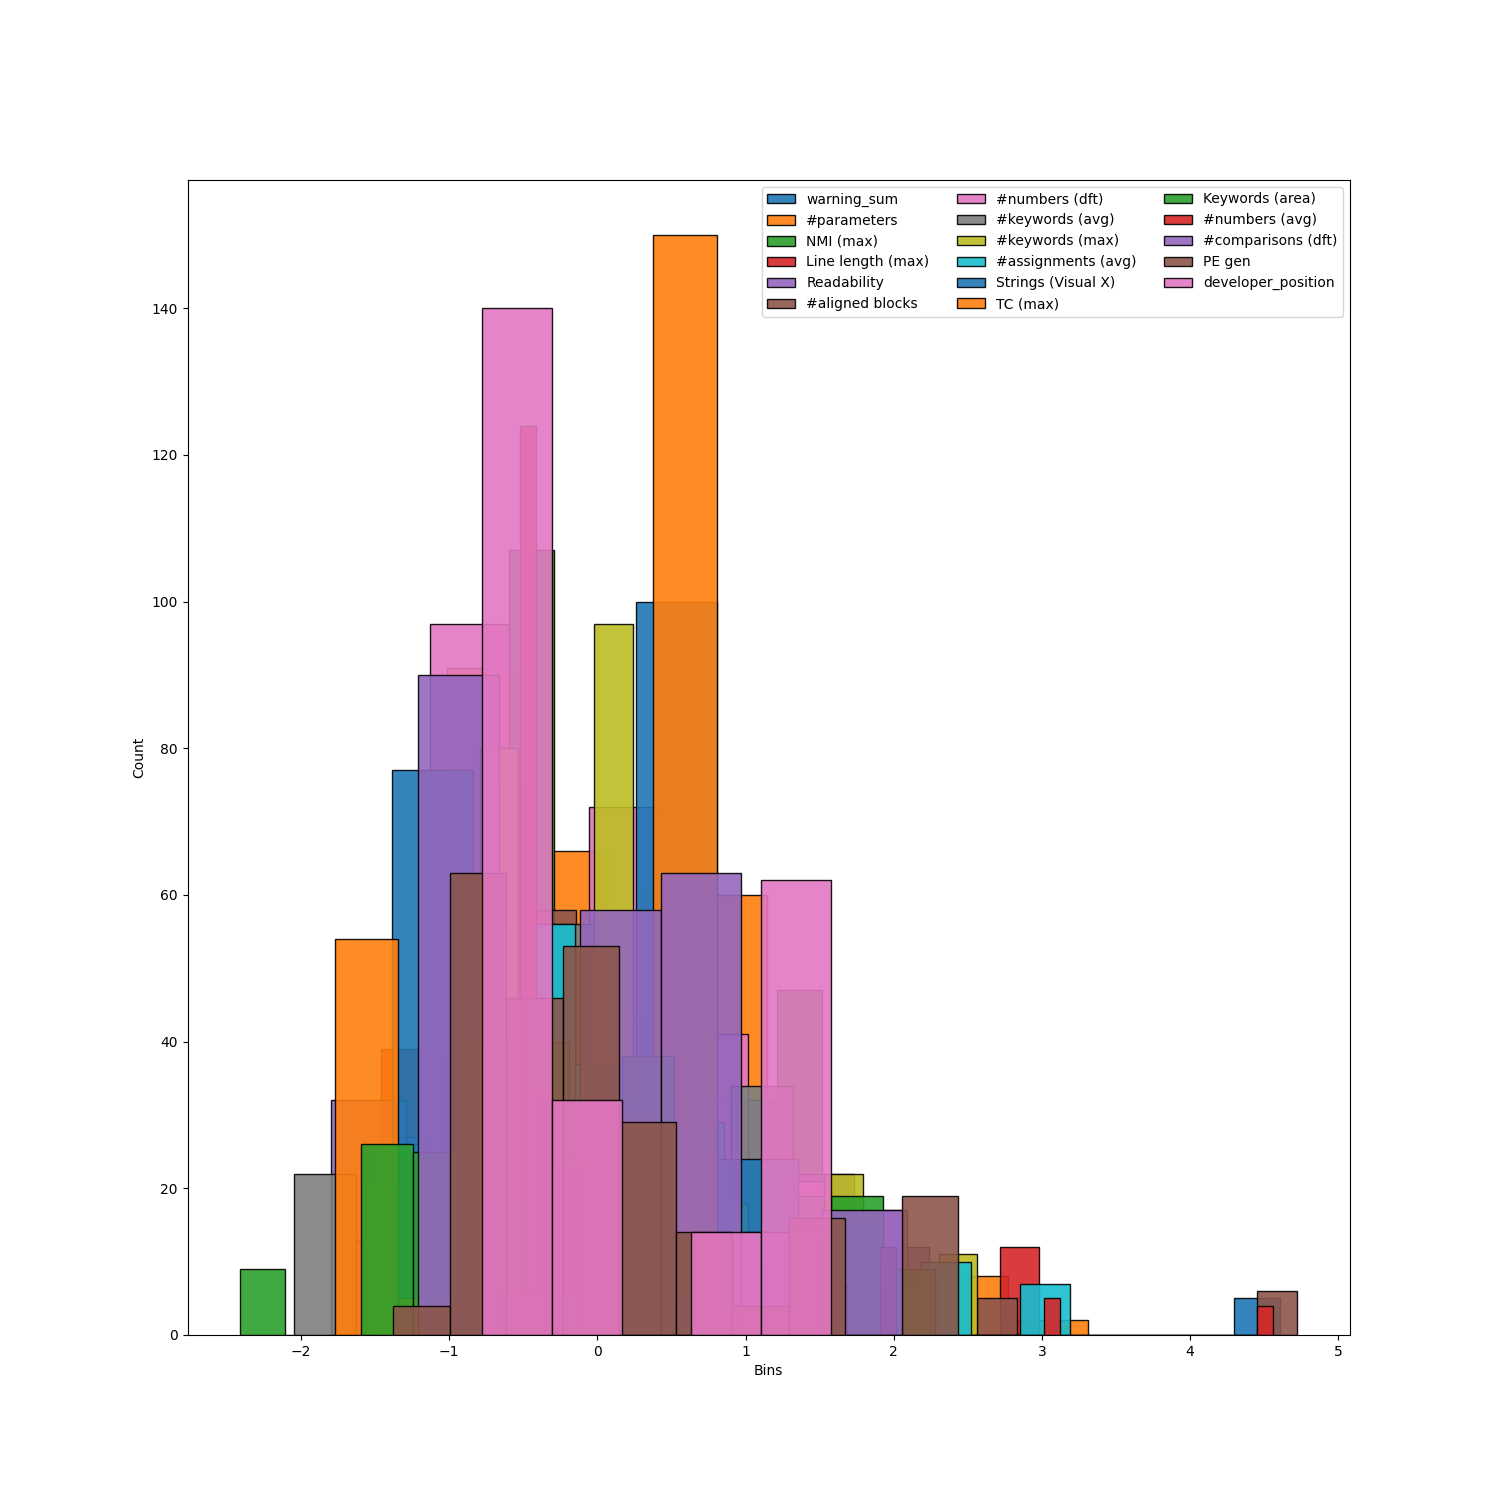 warning_sum
#parameters
NMI (max)
Line length (max)
Readability
#aligned blocks
#numbers (dft)
#keywords (avg)
#keywords (max)
#assignments (avg)
Strings (Visual X)
TC (max)
Keywords (area)
#numbers (avg)
#comparisons (dft)
PE gen
developer_position
140
120
100
80
60
40
20
0
Count
−2 −1 0 1 2 3 4 5
Bins